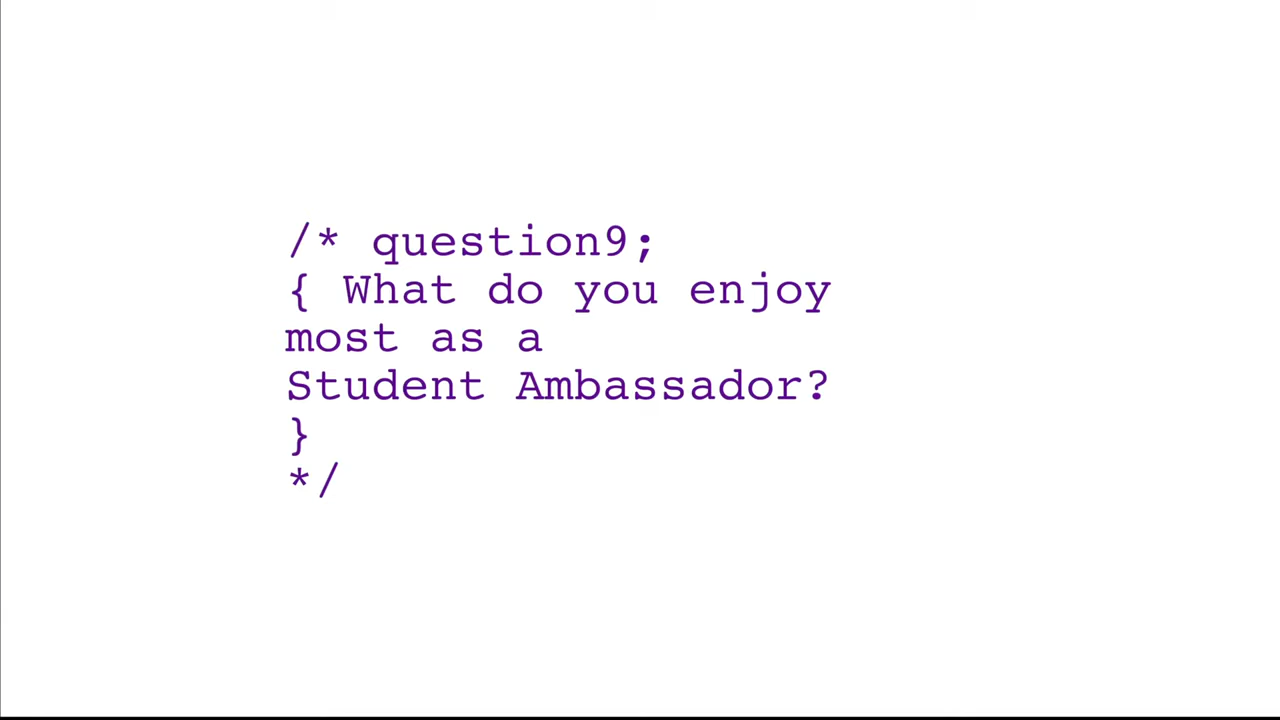 /* question9;
{ What do you enjoy
most as a
Student Ambassador?
}
*/